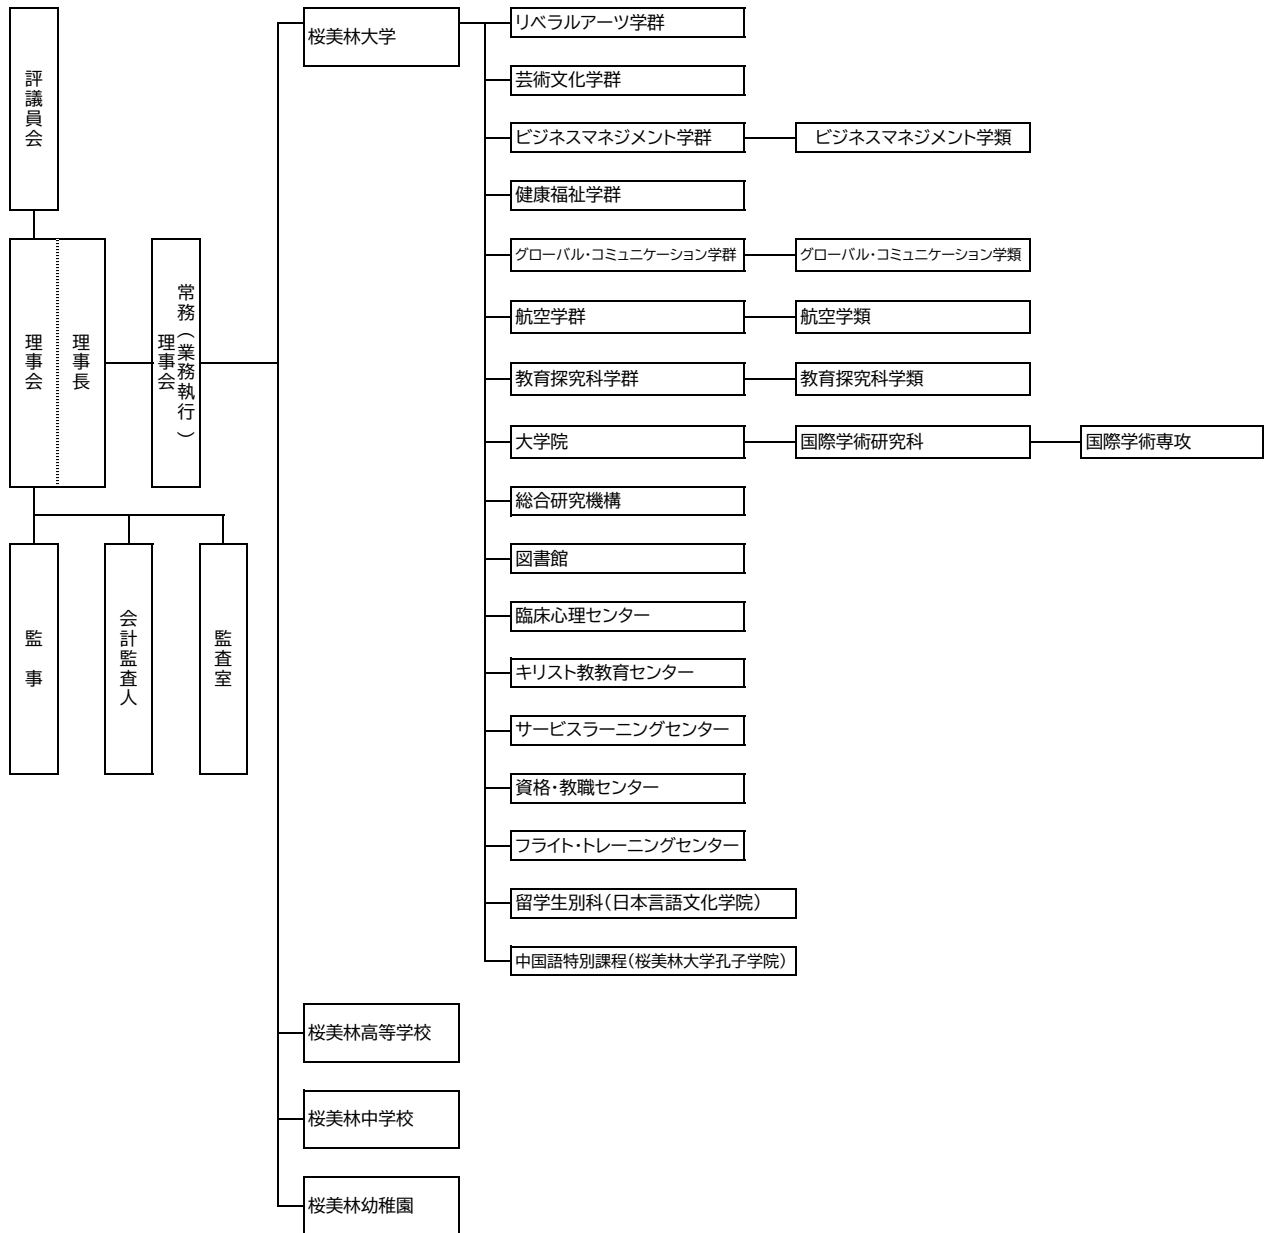 評議員会
理事会
理事長
常務（業務執行）
理事会
監　事
会計監査人
監査室
桜美林大学
リベラルアーツ学群
芸術文化学群
ビジネスマネジメント学群
ビジネスマネジメント学類
健康福祉学群
グローバル・コミュニケーション学群
グローバル・コミュニケーション学類
航空学群
航空学類
教育探究科学群
教育探究科学類
大学院
国際学術研究科
国際学術専攻
総合研究機構
図書館
臨床心理センター
キリスト教教育センター
サービスラーニングセンター
資格・教職センター
フライト・トレーニングセンター
留学生別科（日本言語文化学院）
中国語特別課程（桜美林大学孔子学院）
桜美林高等学校
桜美林中学校
桜美林幼稚園